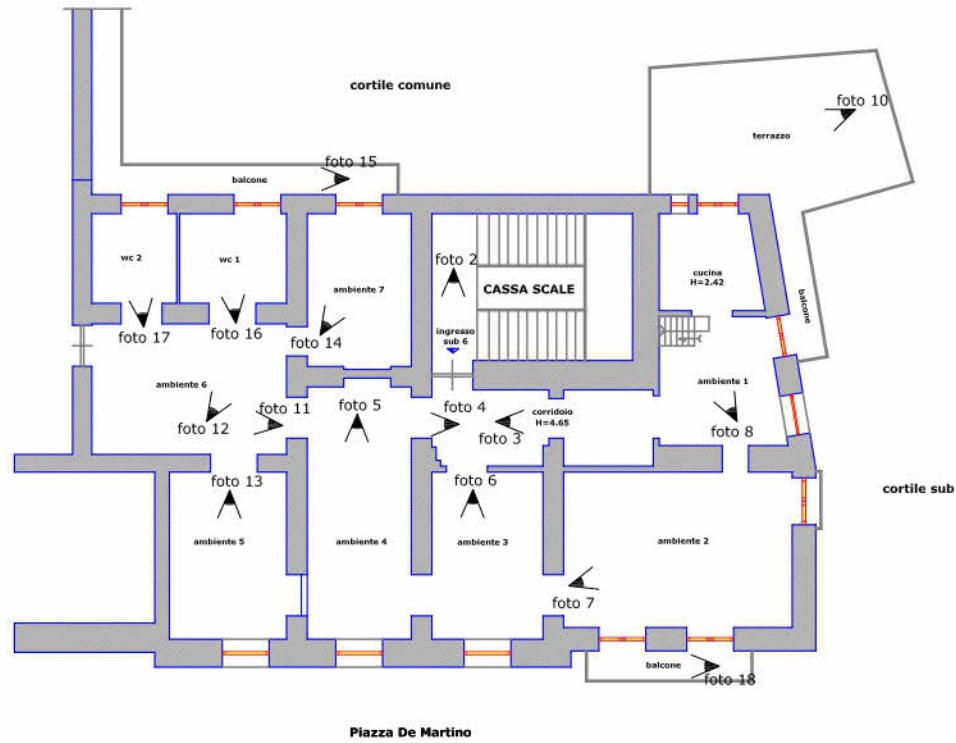 cortile comune
foto 10
terrazzo
foto 15
balcone
wc 2
wc 1
foto 2
cucina
H=2.42
ambiente 7
CASSA SCALE
balcone
foto 17
foto 16
foto 14
ingresso
sub 6
ambiente 6
ambiente 1
foto 11
foto 5
foto 4
corridoio
H=4.65
foto 12
foto 3
foto 8
foto 13
foto 6
cortile sub
ambiente 5
ambiente 4
ambiente 3
ambiente 2
foto 7
balcone
foto 18
Piazza De Martino